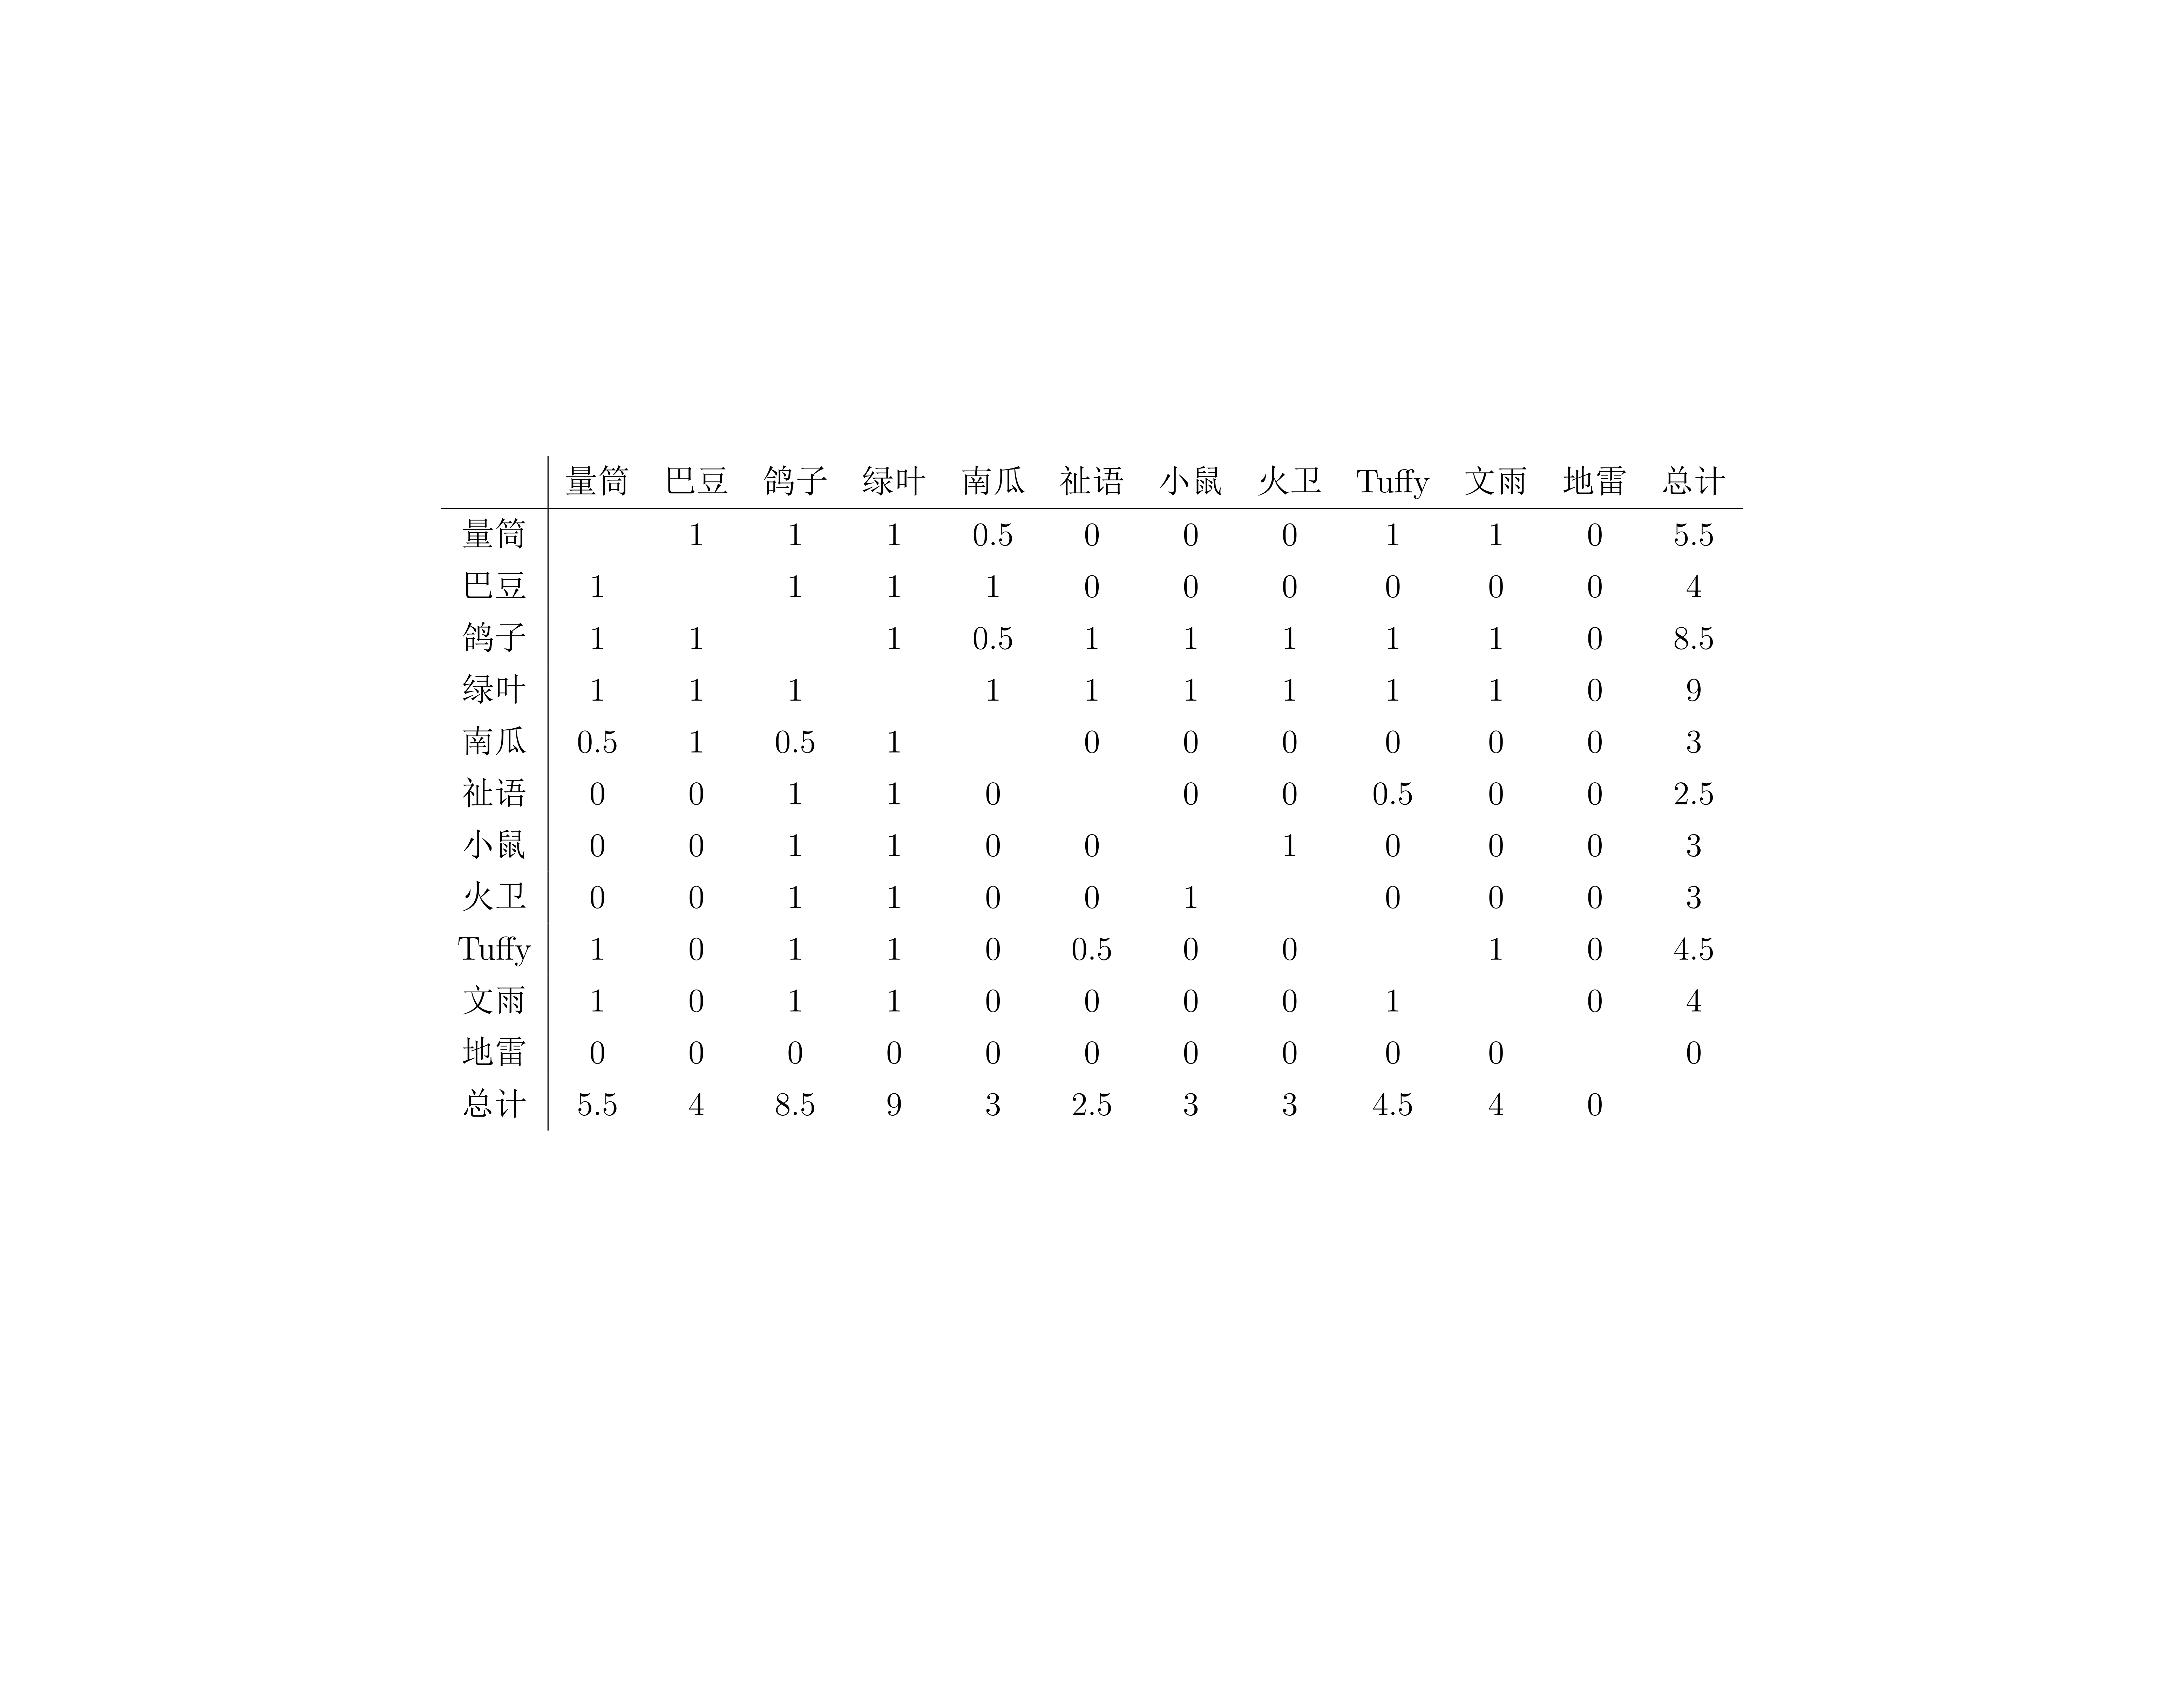 量筒 巴豆 鸽子 绿叶 南瓜 祉语 小鼠 火卫 Tuffy 文雨 地雷 总计
量筒 1 1 1 0.5 0 0 0 1 1 0 5.5
巴豆 1 1 1 1 0 0 0 0 0 0 4
鸽子 1 1 1 0.5 1 1 1 1 1 0 8.5
绿叶 1 1 1 1 1 1 1 1 1 0 9
南瓜 0.5 1 0.5 1 0 0 0 0 0 0 3
祉语 0 0 1 1 0 0 0 0.5 0 0 2.5
小鼠 0 0 1 1 0 0 1 0 0 0 3
火卫 0 0 1 1 0 0 1 0 0 0 3
Tuffy 1 0 1 1 0 0.5 0 0 1 0 4.5
文雨 1 0 1 1 0 0 0 0 1 0 4
地雷 0 0 0 0 0 0 0 0 0 0 0
总计 5.5 4 8.5 9 3 2.5 3 3 4.5 4 0